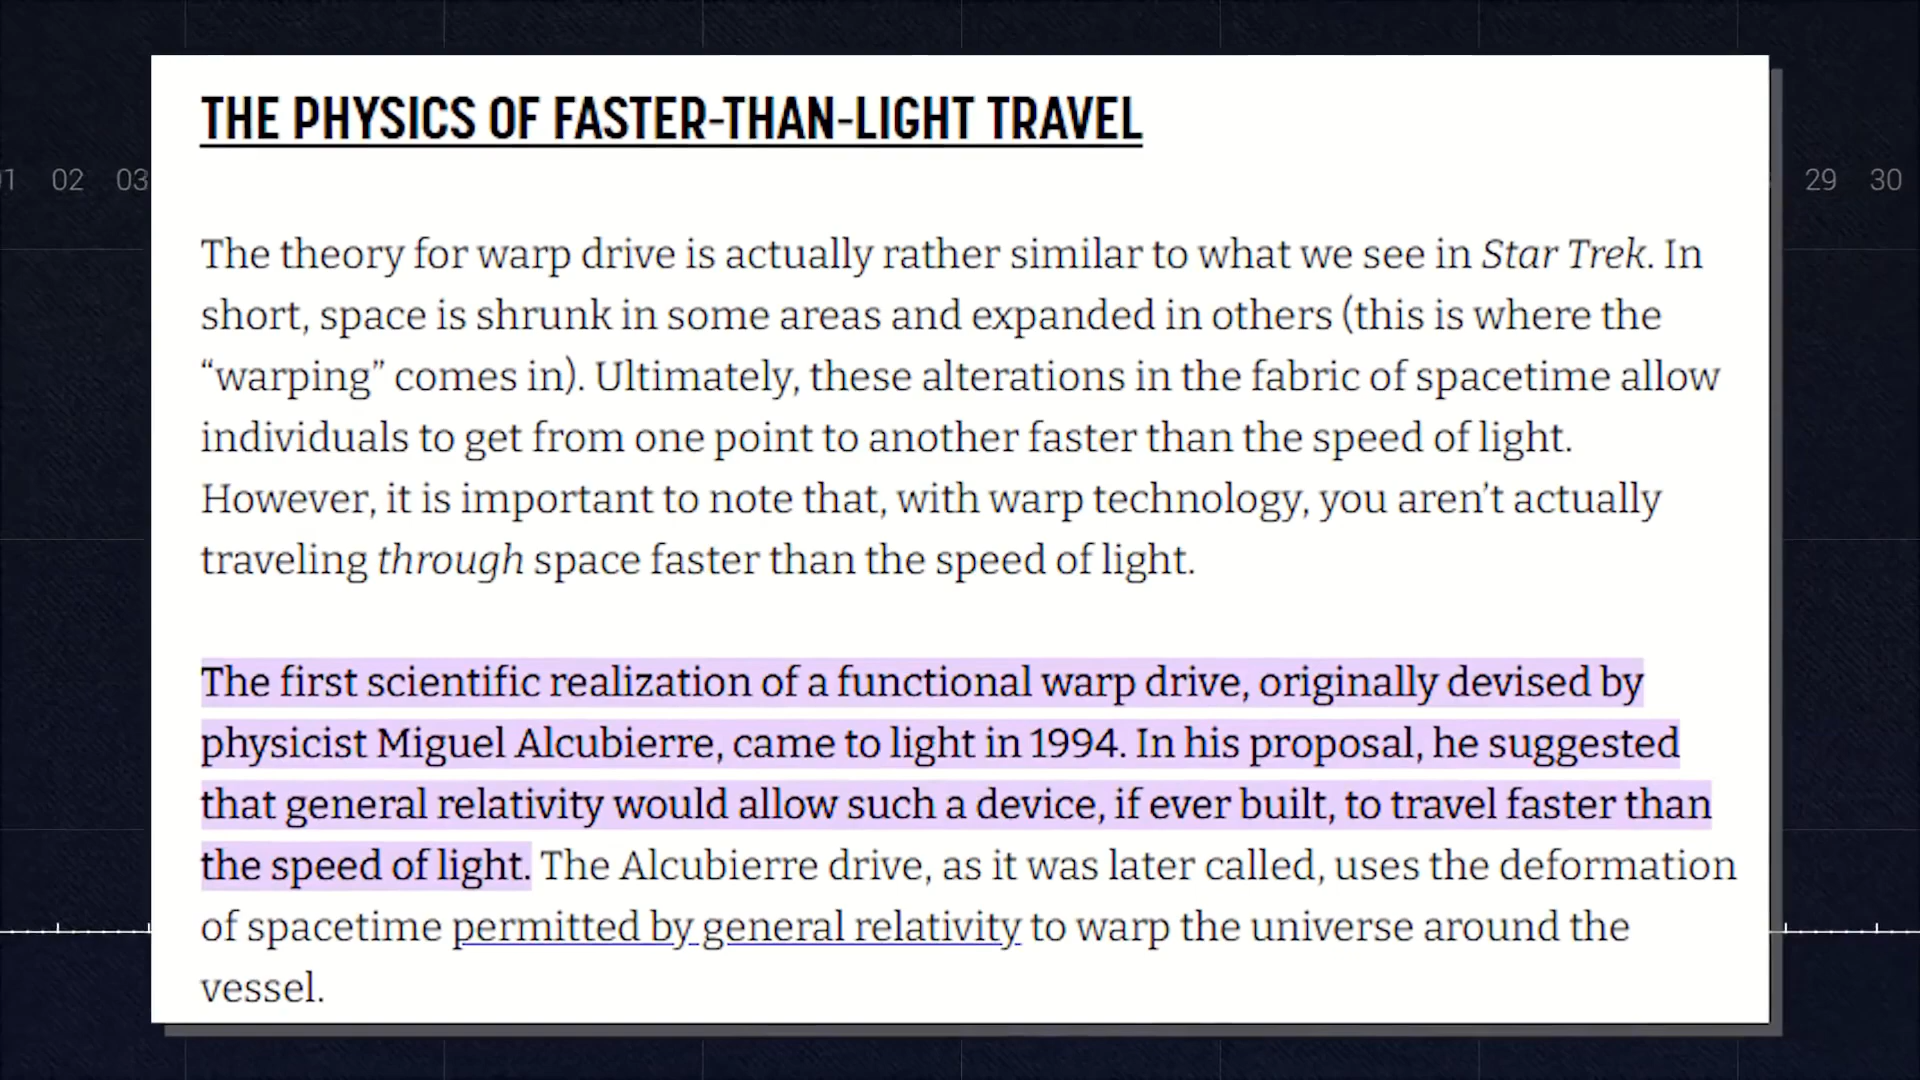 THE PHYSICS OF FASTER-THAN-LIGHT TRAVEL
02 03
29 30
The theory for warp drive is actually rather similar to what we see in Star Trek. In
short, space is shrunk in some areas and expanded in others (this is where the
“warping” comes in). Ultimately, these alterations in the fabric of spacetime allow
individuals to get from one point to another faster than the speed of light.
However, it is important to note that, with warp technology, you aren’t actually
traveling through space faster than the speed of light.
The first scientific realization of a functional warp drive, originally devised by
physicist Miguel Alcubierre, came to light in 1994. In his proposal, he suggested
that general relativity would allow such a device, if ever built, to travel faster than
the speed of light. The Alcubierre drive, as it was later called, uses the deformation
of spacetime permitted by general relativity to warp the universe around the
vessel.